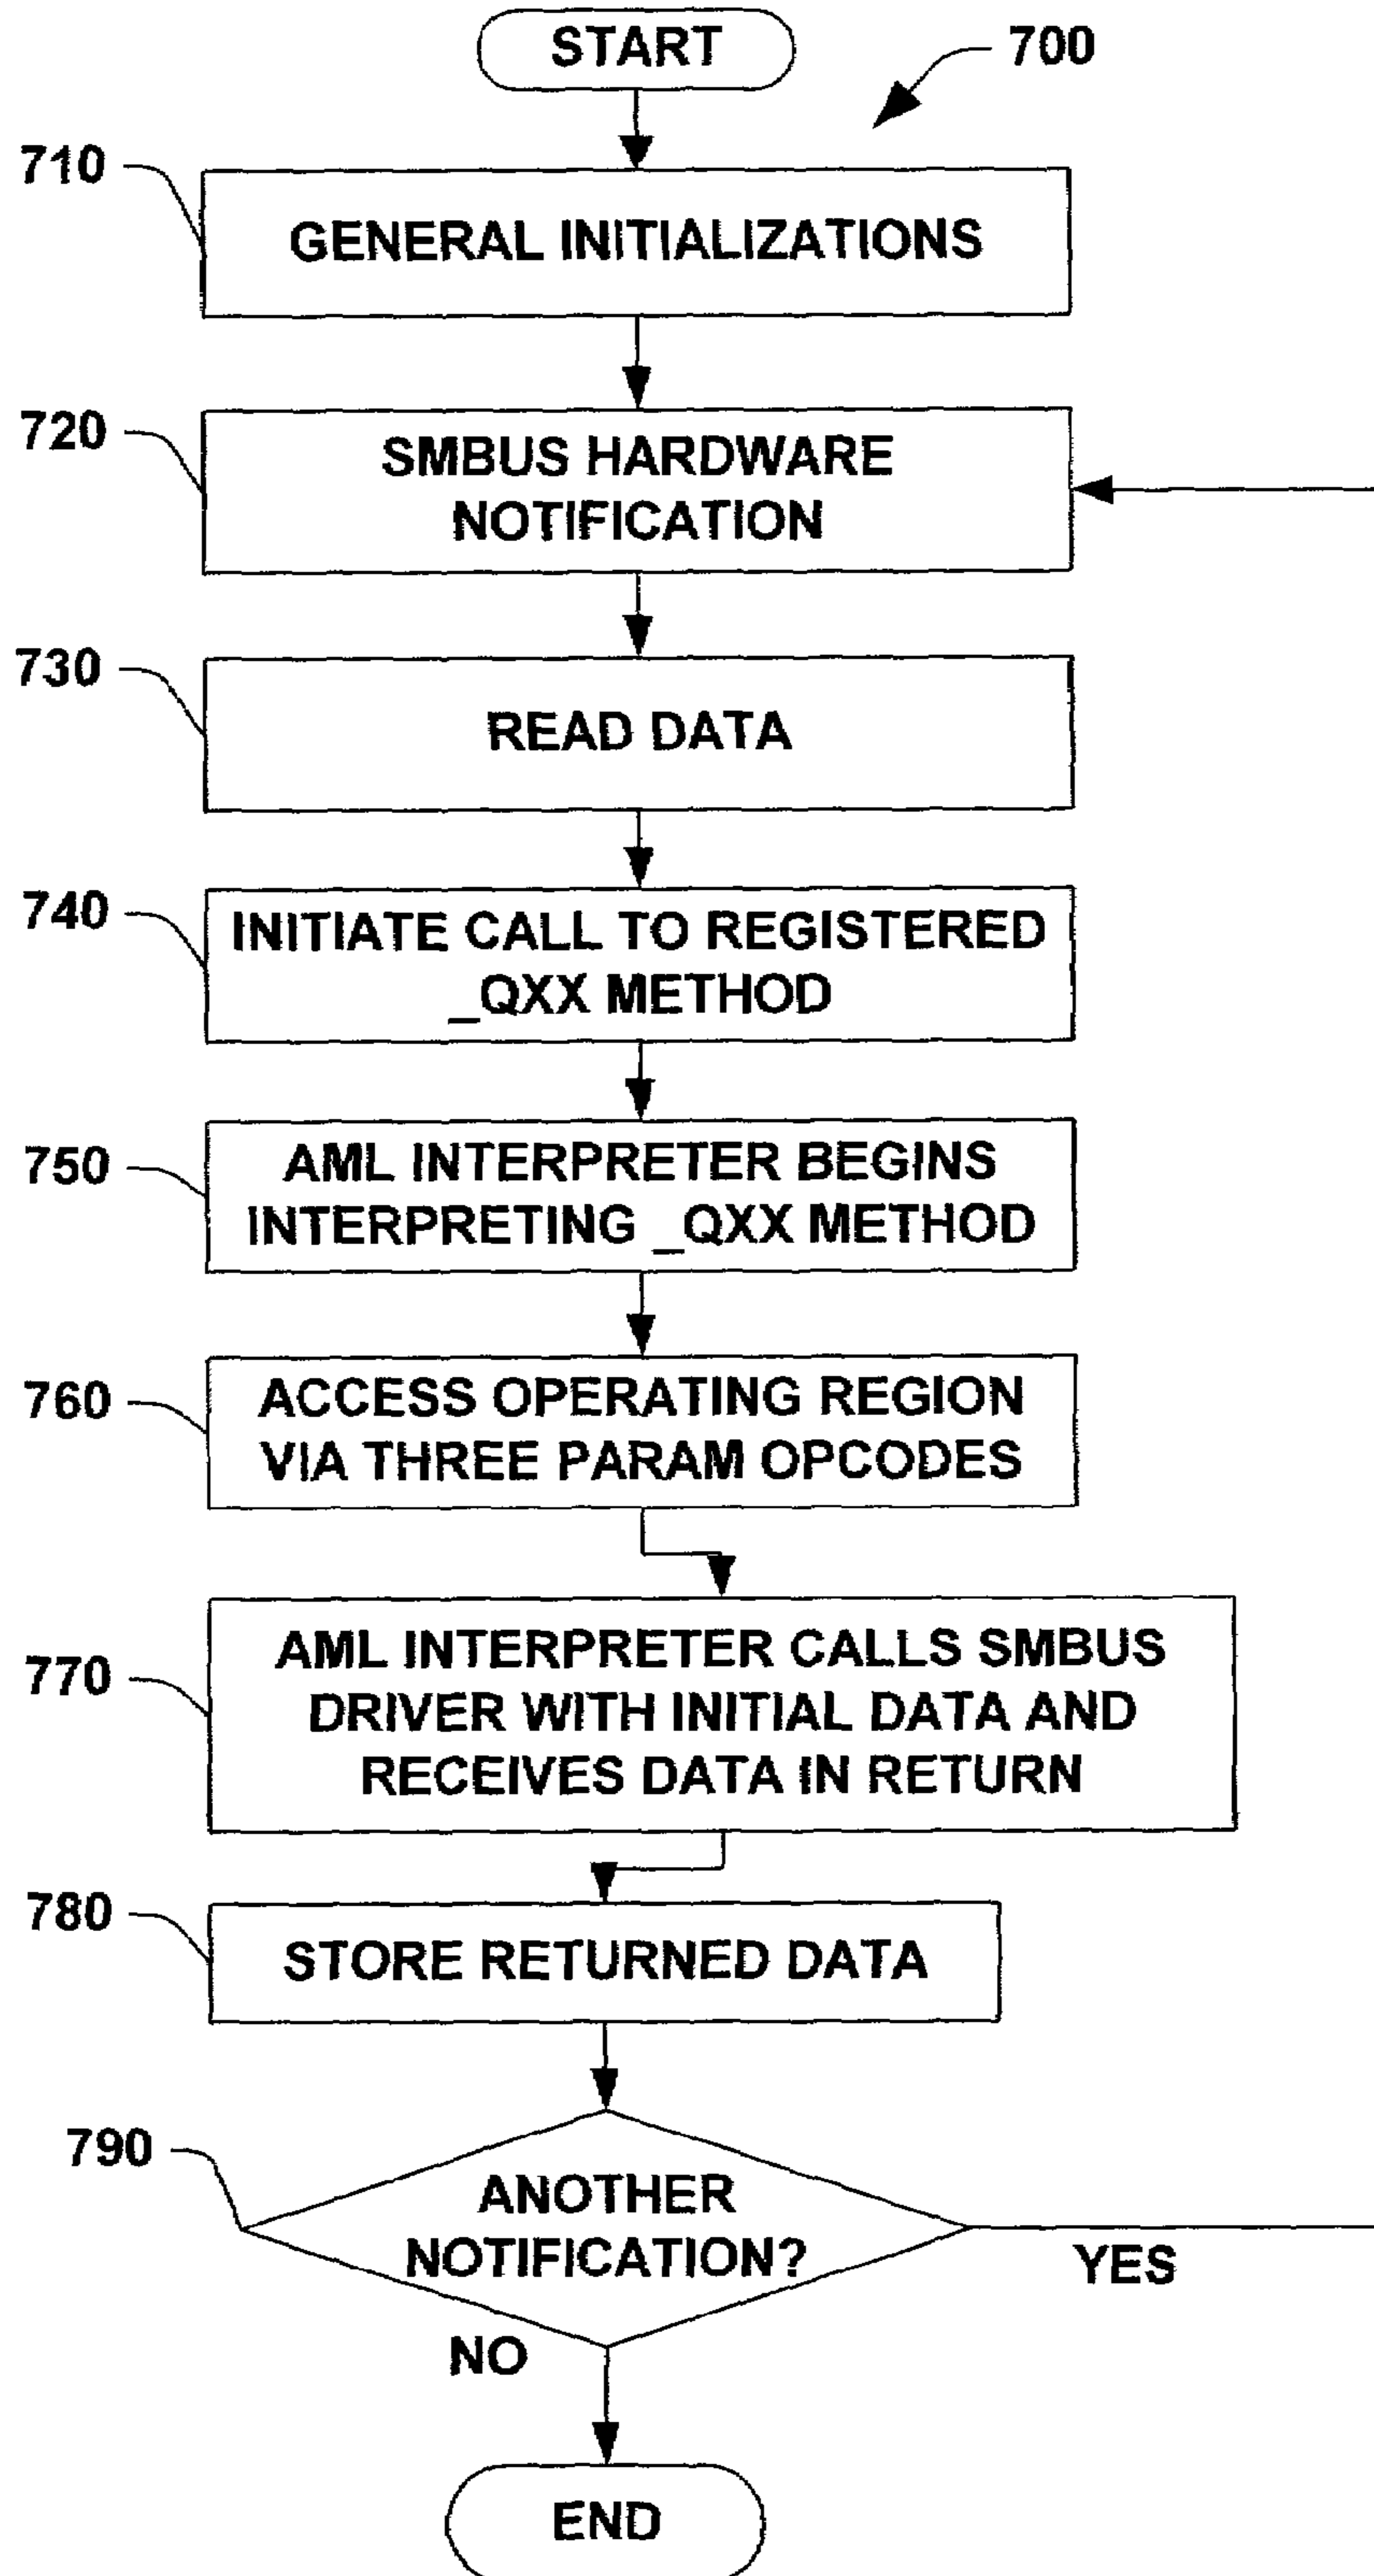 START
700
710
GENERAL INITIALIZATIONS
720
SMBUS HARDWARE
NOTIFICATION
730
READ DATA
740
INITIATE CALL TO REGISTERED
_QXX METHOD
750
AML INTERPRETER BEGINS
INTERPRETING _QXX METHOD
760
ACCESS OPERATING REGION
VIA THREE PARAM OPCODES
770
AML INTERPRETER CALLS SMBUS
DRIVER WITH INITIAL DATA AND
RECEIVES DATA IN RETURN
780
STORE RETURNED DATA
790
ANOTHER
NOTIFICATION?
YES
NO
END